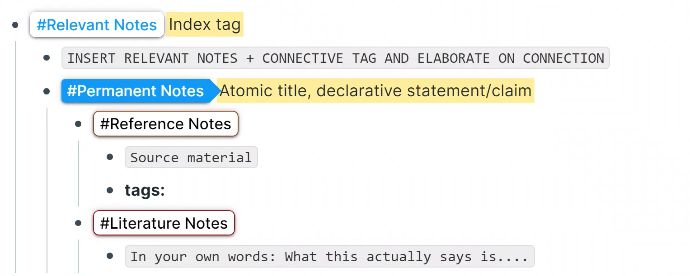 #Relevant Notes Index tag
INSERT RELEVANT NOTES + CONNECTIVE TAG AND ELABORATE ON CONNECTION
#Permanent Notes Atomic title, declarative statement/claim
#Reference Notes
Source material
tags:
#Literature Notes
In your own words: What this actually says is....